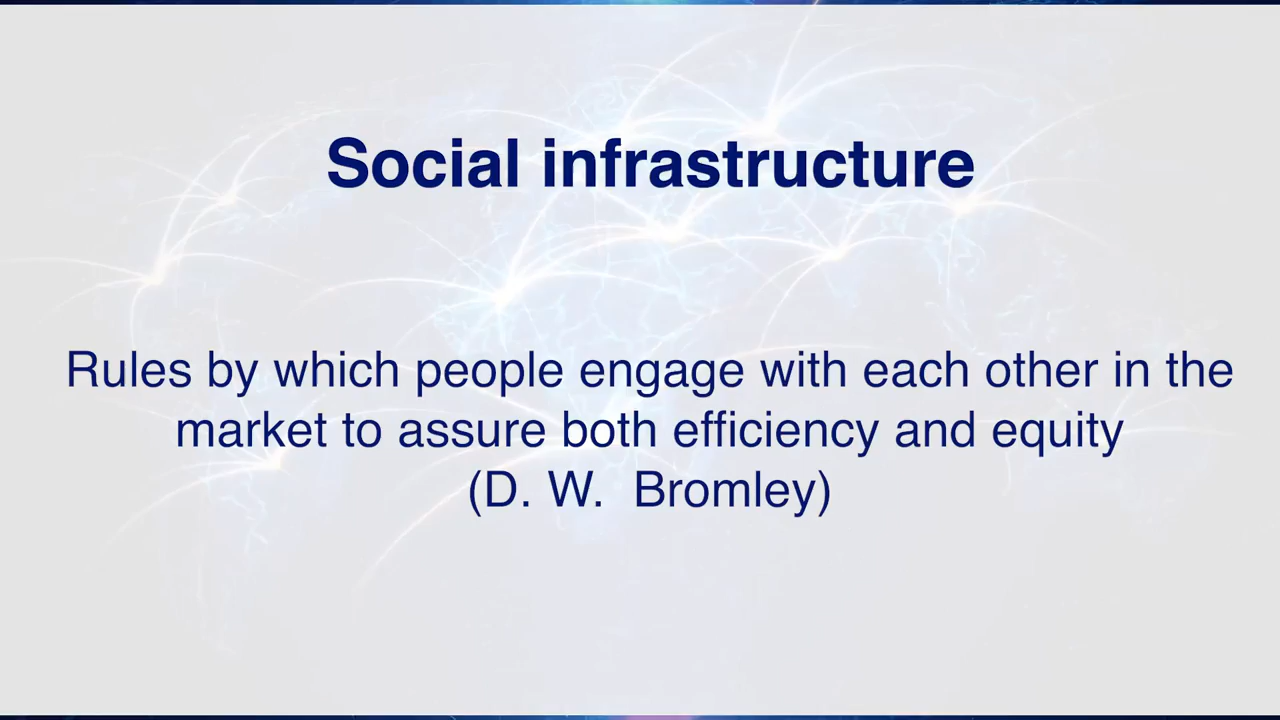 Social infrastructure
Rules by which people engage with each other in the
market to assure both efficiency and equity
(D. W. Bromley)